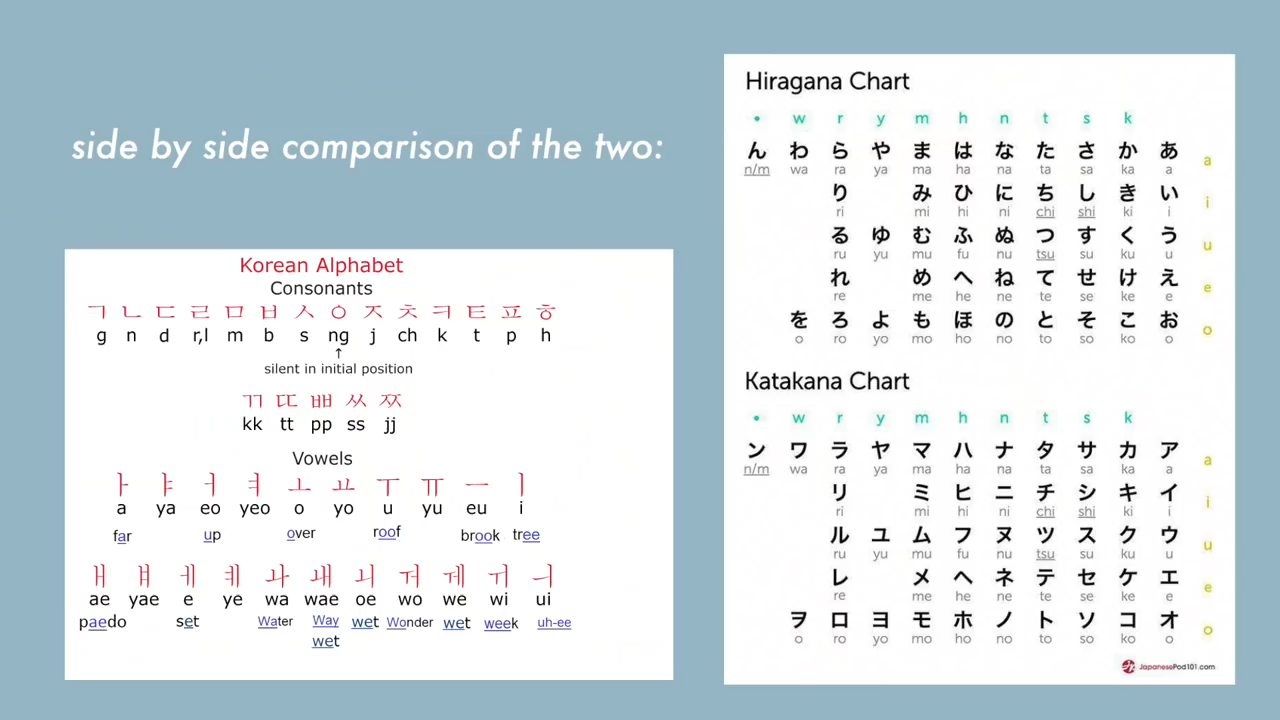 side by side comparison of the two:
Korean Alphabet
Consonants
ㄱ ㄴ ㄷ ㄹ ㅁ ㅂ ㅅ ㅇ ㅈ ㅊ ㅋ ㅌ ㅍ ㅎ
g n d r,l m b s ng j ch k t p h
↑
silent in initial position
ㄲ ㄸ ㅃ ㅆ ㅉ
kk tt pp ss jj
Vowels
ㅏ ㅑ ㅓ ㅕ ㅗ ㅛ ㅜ ㅠ ㅡ ㅣ
a ya eo yeo o yo u yu eu i
far up over roof brook tree
ㅐ ㅒ ㅔ ㅖ ㅘ ㅙ ㅚ ㅝ ㅞ ㅟ ㅢ
ae yae e ye wa wae oe wo we wi ui
paedo set Water Way wet Wonder wet week uh-ee
wet
Hiragana Chart
• w r y m h n t s k
ん わ ら や ま は な た さ か あ a
n/m wa ra ya ma ha na ta sa ka a
り み ひ に ち し き い i
ri mi hi ni chi shi ki i
る ゆ む ふ ぬ つ す く う u
ru yu mu fu nu tsu su ku u
れ め へ ね て せ け え e
re me he ne te se ke e
を ろ よ も ほ の と そ こ お o
o ro yo mo ho no to so ko o
Katakana Chart
• w r y m h n t s k
ン ワ ラ ヤ マ ハ ナ タ サ カ ア a
n/m wa ra ya ma ha na ta sa ka a
リ ミ ヒ ニ チ シ キ イ i
ri mi hi ni chi shi ki i
ル ユ ム フ ヌ ツ ス ク ウ u
ru yu mu fu nu tsu su ku u
レ メ ヘ ネ テ セ ケ エ e
re me he ne te se ke e
ヲ ロ ヨ モ ホ ノ ト ソ コ オ o
o ro yo mo ho no to so ko o
JapanesePod101.com